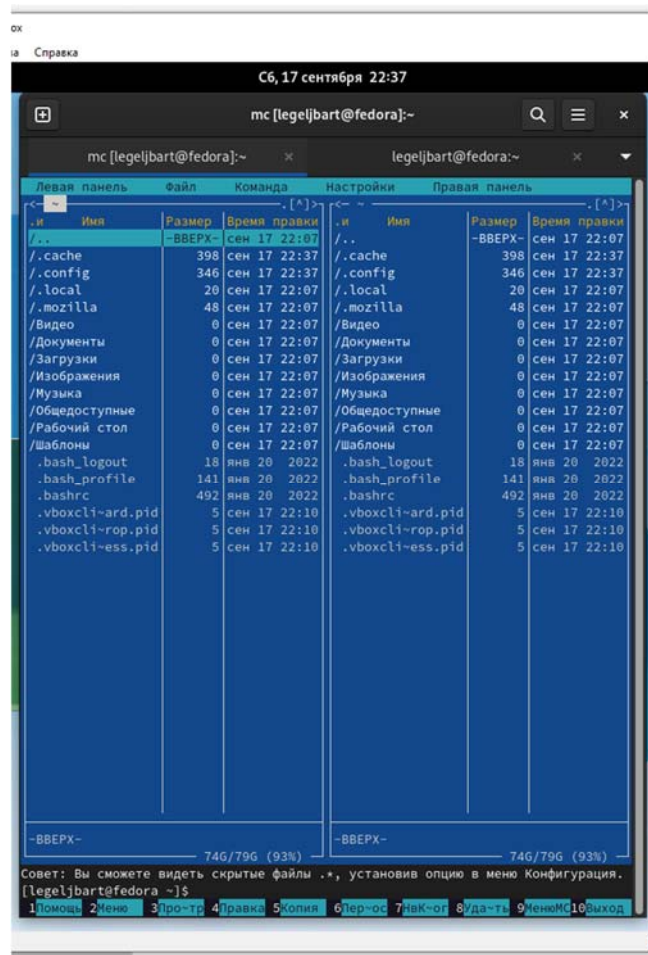 ox
ка Справка
Сб, 17 сентября 22:37
mc [legeljbart@fedora]:~
mc [legeljbart@fedora]:~ × legeljbart@fedora:~ ×
Левая панель Файл Команда Настройки Правая панель
<- ~ .[^]> <- ~ .[^]>
.и Имя Размер Время правки .и Имя Размер Время правки
/.. -ВВЕРХ- сен 17 22:07 /.. -ВВЕРХ- сен 17 22:07
/.cache 398 сен 17 22:37 /.cache 398 сен 17 22:37
/.config 346 сен 17 22:37 /.config 346 сен 17 22:37
/.local 20 сен 17 22:07 /.local 20 сен 17 22:07
/.mozilla 48 сен 17 22:07 /.mozilla 48 сен 17 22:07
/Видео 0 сен 17 22:07 /Видео 0 сен 17 22:07
/Документы 0 сен 17 22:07 /Документы 0 сен 17 22:07
/Загрузки 0 сен 17 22:07 /Загрузки 0 сен 17 22:07
/Изображения 0 сен 17 22:07 /Изображения 0 сен 17 22:07
/Музыка 0 сен 17 22:07 /Музыка 0 сен 17 22:07
/Общедоступные 0 сен 17 22:07 /Общедоступные 0 сен 17 22:07
/Рабочий стол 0 сен 17 22:07 /Рабочий стол 0 сен 17 22:07
/Шаблоны 0 сен 17 22:07 /Шаблоны 0 сен 17 22:07
.bash_logout 18 янв 20 2022 .bash_logout 18 янв 20 2022
.bash_profile 141 янв 20 2022 .bash_profile 141 янв 20 2022
.bashrc 492 янв 20 2022 .bashrc 492 янв 20 2022
.vboxcli~ard.pid 5 сен 17 22:10 .vboxcli~ard.pid 5 сен 17 22:10
.vboxcli~rop.pid 5 сен 17 22:10 .vboxcli~rop.pid 5 сен 17 22:10
.vboxcli~ess.pid 5 сен 17 22:10 .vboxcli~ess.pid 5 сен 17 22:10
-ВВЕРХ- -ВВЕРХ-
74G/79G (93%) 74G/79G (93%)
Совет: Вы сможете видеть скрытые файлы .*, установив опцию в меню Конфигурация.
[legeljbart@fedora ~]$
1Помощь 2Меню 3Про~тр 4Правка 5Копия 6Пер~ос 7НвК~ог 8Уда~ть 9МенюMC10Выход